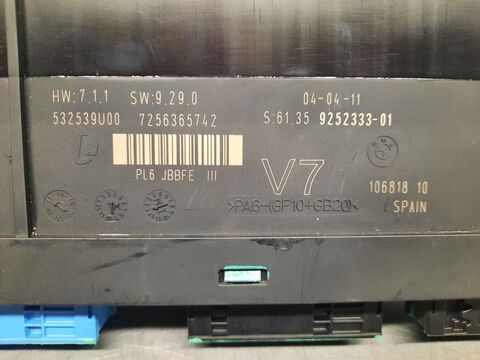 HW:7.1.1 SW:9.29.0 04-04-11
532539U00 7256365742 S:61.35 9252333-01
PL6 JBBFE III
V7
106818 10
>PA6-(GF10+GB20)<
SPAIN